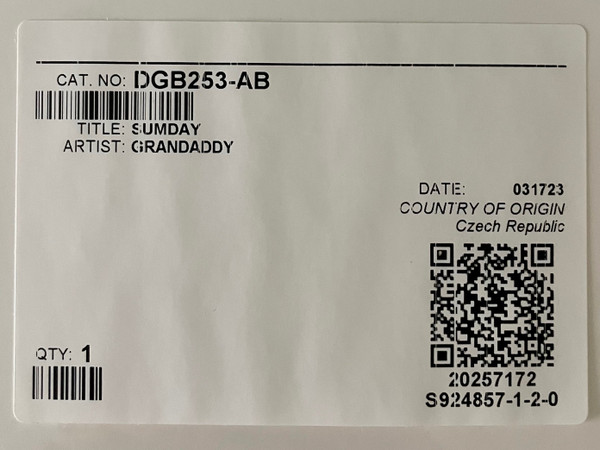 CAT. NO: DGB253-AB
TITLE: SUMDAY
ARTIST: GRANDADDY
DATE: 031723
COUNTRY OF ORIGIN
Czech Republic
QTY: 1
20257172
S924857-1-2-0